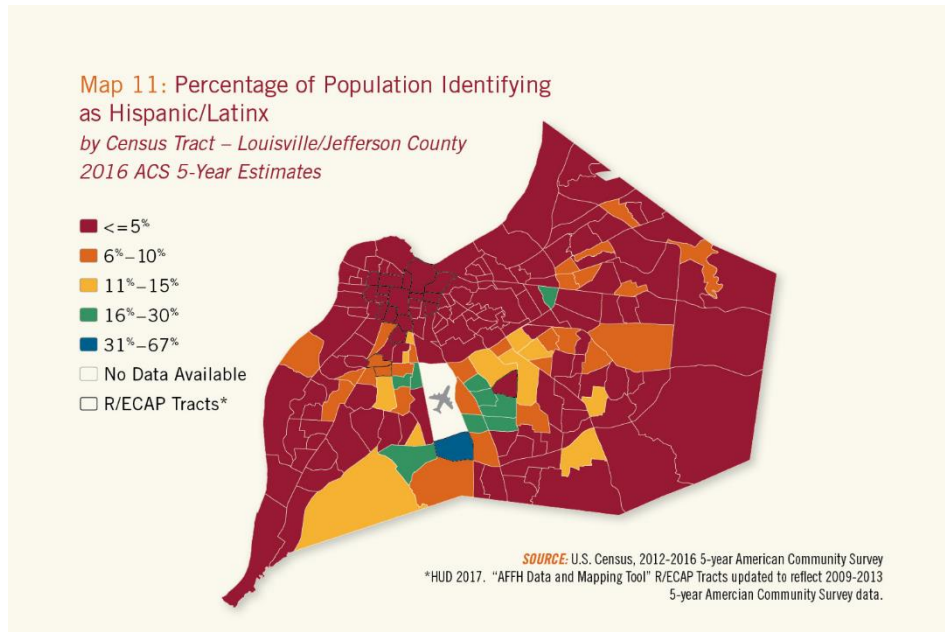 Map 11: Percentage of Population Identifying
as Hispanic/Latinx
by Census Tract – Louisville/Jefferson County
2016 ACS 5-Year Estimates
<=5%
6%–10%
11%–15%
16%–30%
31%–67%
No Data Available
R/ECAP Tracts*
SOURCE: U.S. Census, 2012-2016 5-year American Community Survey
*HUD 2017. “AFFH Data and Mapping Tool” R/ECAP Tracts updated to reflect 2009-2013
5-year Amercian Community Survey data.